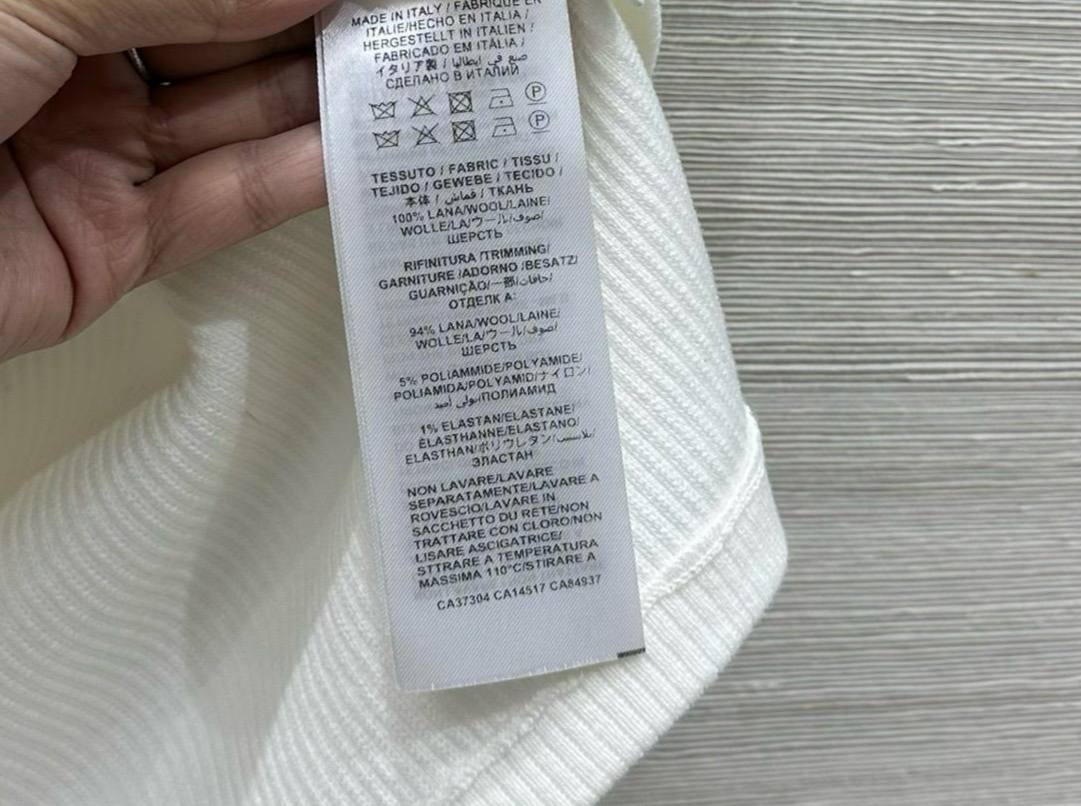 MADE IN ITALY / FABRIQUÉ EN
ITALIE/HECHO EN ITALIA /
HERGESTELLT IN ITALIEN /
FABRICADO EM ITÁLIA /
イタリア製 / صنع في ايطاليا
СДЕЛАНО В ИТАЛИИ
P
P
TESSUTO / FABRIC / TISSU /
TEJIDO / GEWEBE / TECIDO /
本体 / قماش / ТКАНЬ
100% LANA/WOOL/LAINE/
WOLLE/LA/ウール/صوف/
ШЕРСТЬ
RIFINITURA /TRIMMING/
GARNITURE /ADORNO /BESATZ/
GUARNIÇÃO/一部/حافات/
ОТДЕЛК А:
94% LANA/WOOL/LAINE/
WOLLE/LA/ウール/صوف/
ШЕРСТЬ
5% POLIAMMIDE/POLYAMIDE/
POLIAMIDA/POLYAMID/ナイロン/
بولي أميد/ПОЛИАМИД
1% ELASTAN/ELASTANE/
ÉLASTHANNE/ELASTANO/
ELASTHAN/ポリウレタン/
ЭЛАСТАН
NON LAVARE/LAVARE
SEPARATAMENTE/LAVARE A
ROVESCIO/LAVARE IN
SACCHETTO DU RETE/NON
TRATTARE CON CLORO/NON
LISARE ASCIGATRICE/
STTRARE A TEMPERATURA
MASSIMA 110°C/STIRARE A
CA37304 CA14517 CA84937